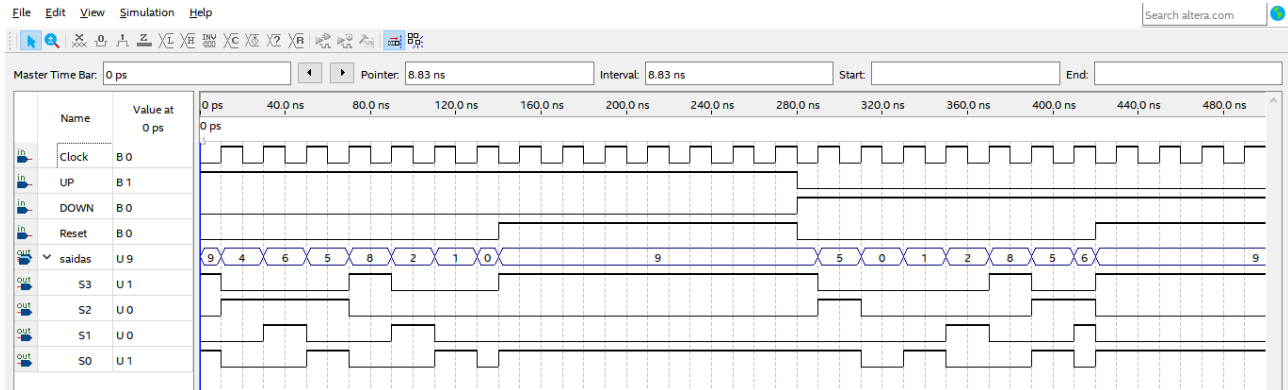 File Edit View Simulation Help
Search altera.com
Master Time Bar: 0 ps Pointer: 8.83 ns Interval: 8.83 ns Start: End:
Name Value at 0 ps
0 ps 40.0 ns 80.0 ns 120.0 ns 160.0 ns 200.0 ns 240.0 ns 280.0 ns 320.0 ns 360.0 ns 400.0 ns 440.0 ns 480.0 ns
0 ps
in Clock B 0
in UP B 1
in DOWN B 0
in Reset B 0
out saidas U 9 9 4 6 5 8 2 1 0 9 5 0 1 2 8 5 6 9
out S3 U 1
out S2 U 0
out S1 U 0
out S0 U 1